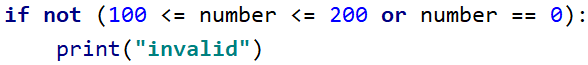 if not (100 <= number <= 200 or number == 0):
    print("invalid")